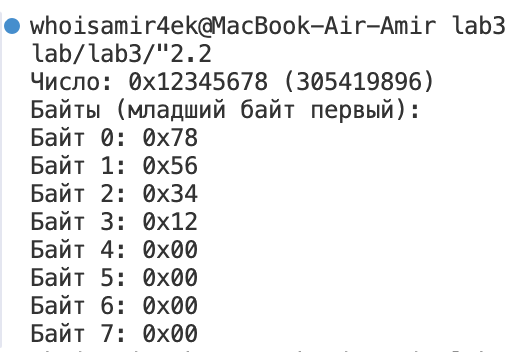 whoisamir4ek@MacBook-Air-Amir lab3
lab/lab3/"2.2
Число: 0x12345678 (305419896)
Байты (младший байт первый):
Байт 0: 0x78
Байт 1: 0x56
Байт 2: 0x34
Байт 3: 0x12
Байт 4: 0x00
Байт 5: 0x00
Байт 6: 0x00
Байт 7: 0x00